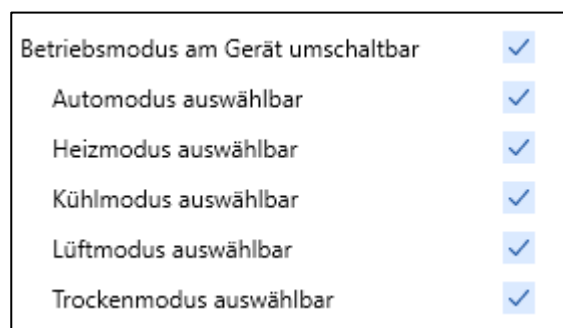 Betriebsmodus am Gerät umschaltbar
Automodus auswählbar
Heizmodus auswählbar
Kühlmodus auswählbar
Lüftmodus auswählbar
Trockenmodus auswählbar